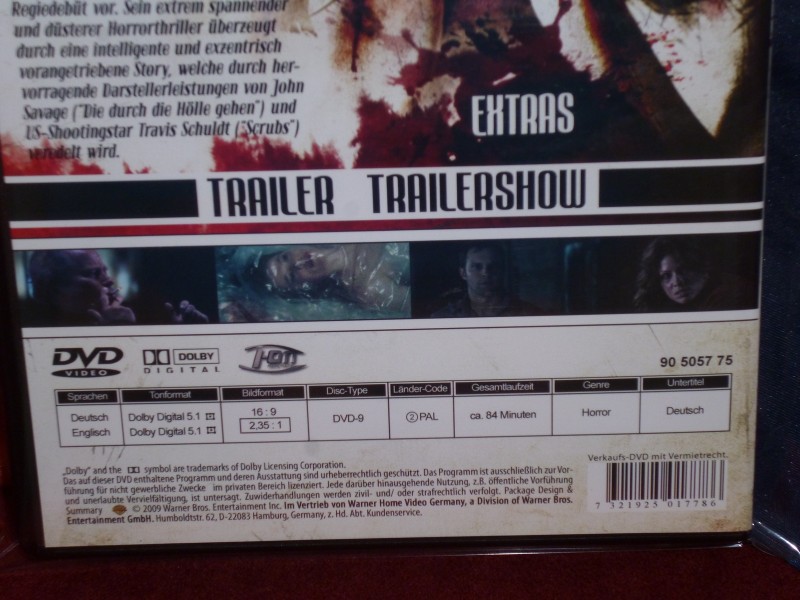 Regiedebüt vor. Sein extrem spannender
und düsterer Horrorthriller überzeugt
durch eine intelligente und exzentrisch
vorangetriebene Story, welche durch her-
vorragende Darstellerleistungen von John
Savage ("Die durch die Hölle gehen") und
US-Shootingstar Travis Schuldt ("Scrubs")
veredelt wird.
EXTRAS
TRAILER TRAILERSHOW
DVD VIDEO
DOLBY DIGITAL
90 5057 75
Sprachen Tonformat Bildformat Disc-Type Länder-Code Gesamtlaufzeit Genre Untertitel
Deutsch Dolby Digital 5.1 16 : 9 DVD-9 2 PAL ca. 84 Minuten Horror Deutsch
Englisch Dolby Digital 5.1 2,35 : 1
Verkaufs-DVD mit Vermietrecht.
„Dolby" and the symbol are trademarks of Dolby Licensing Corporation.
Das auf dieser DVD enthaltene Programm und deren Ausstattung sind urheberrechtlich geschützt. Das Programm ist ausschließlich zur Vor-
führung für nicht gewerbliche Zwecke im privaten Bereich lizenziert. Jede darüber hinausgehende Nutzung, z.B. öffentliche Vorführung
und unerlaubte Vervielfältigung, ist untersagt. Zuwiderhandlungen werden zivil- und/ oder strafrechtlich verfolgt. Package Design &
Summary © 2009 Warner Bros. Entertainment Inc. Im Vertrieb von Warner Home Video Germany, a Division of Warner Bros.
Entertainment GmbH. Humboldtstr. 62, D-22083 Hamburg, Germany, z. Hd. Abt. Kundenservice.
7 321925 017786